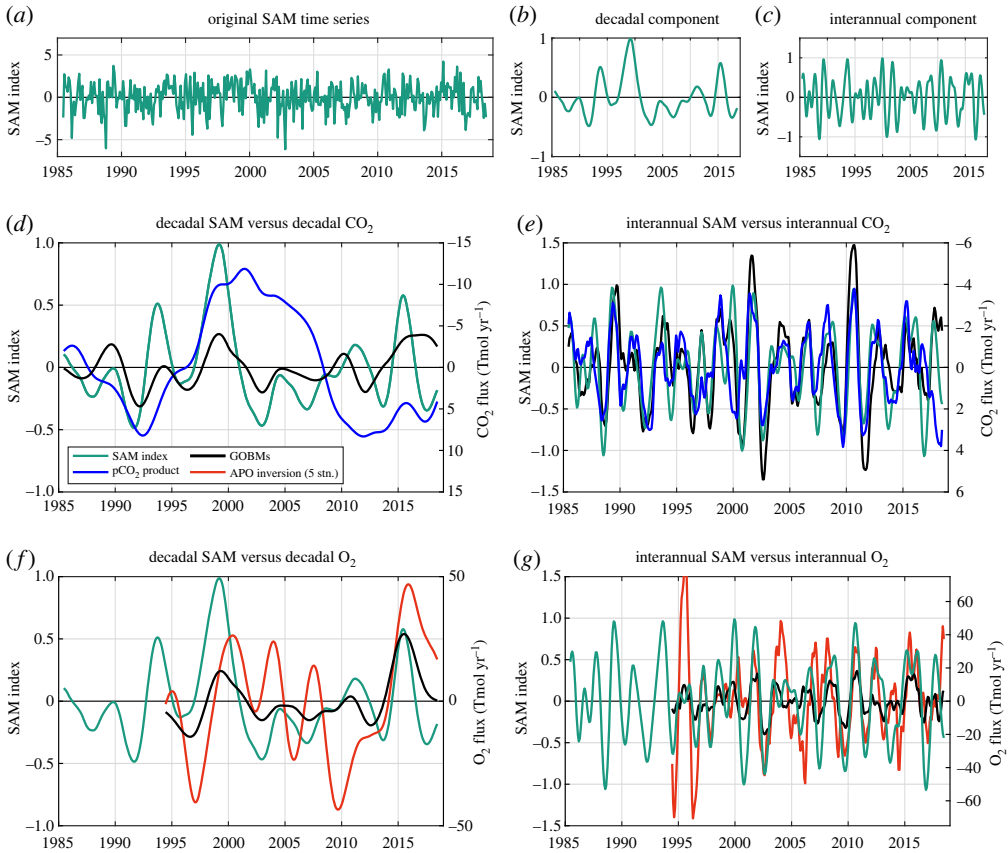 (a) original SAM time series
SAM index
5
0
−5
1985 1990 1995 2000 2005 2010 2015
(b) decadal component
SAM index
1
0
−1
1985 1995 2005 2015
(c) interannual component
SAM index
1
0
−1
1985 1995 2005 2015
(d) decadal SAM versus decadal CO2
SAM index
1.0
0.5
0
−0.5
−1.0
−15
−10
−5
0
5
10
15
CO2 flux (Tmol yr−1)
SAM index
pCO2 product
GOBMs
APO inversion (5 stn.)
1985 1990 1995 2000 2005 2010 2015
(e) interannual SAM versus interannual CO2
SAM index
1.5
1.0
0.5
0
−0.5
−1.0
−1.5
−6
−4
−2
0
2
4
6
CO2 flux (Tmol yr−1)
1985 1990 1995 2000 2005 2010 2015
(f) decadal SAM versus decadal O2
SAM index
1.0
0.5
0
−0.5
−1.0
50
0
−50
O2 flux (Tmol yr−1)
1985 1990 1995 2000 2005 2010 2015
(g) interannual SAM versus interannual O2
SAM index
1.5
1.0
0.5
0
−0.5
−1.0
−1.5
60
40
20
0
−20
−40
−60
O2 flux (Tmol yr−1)
1985 1990 1995 2000 2005 2010 2015